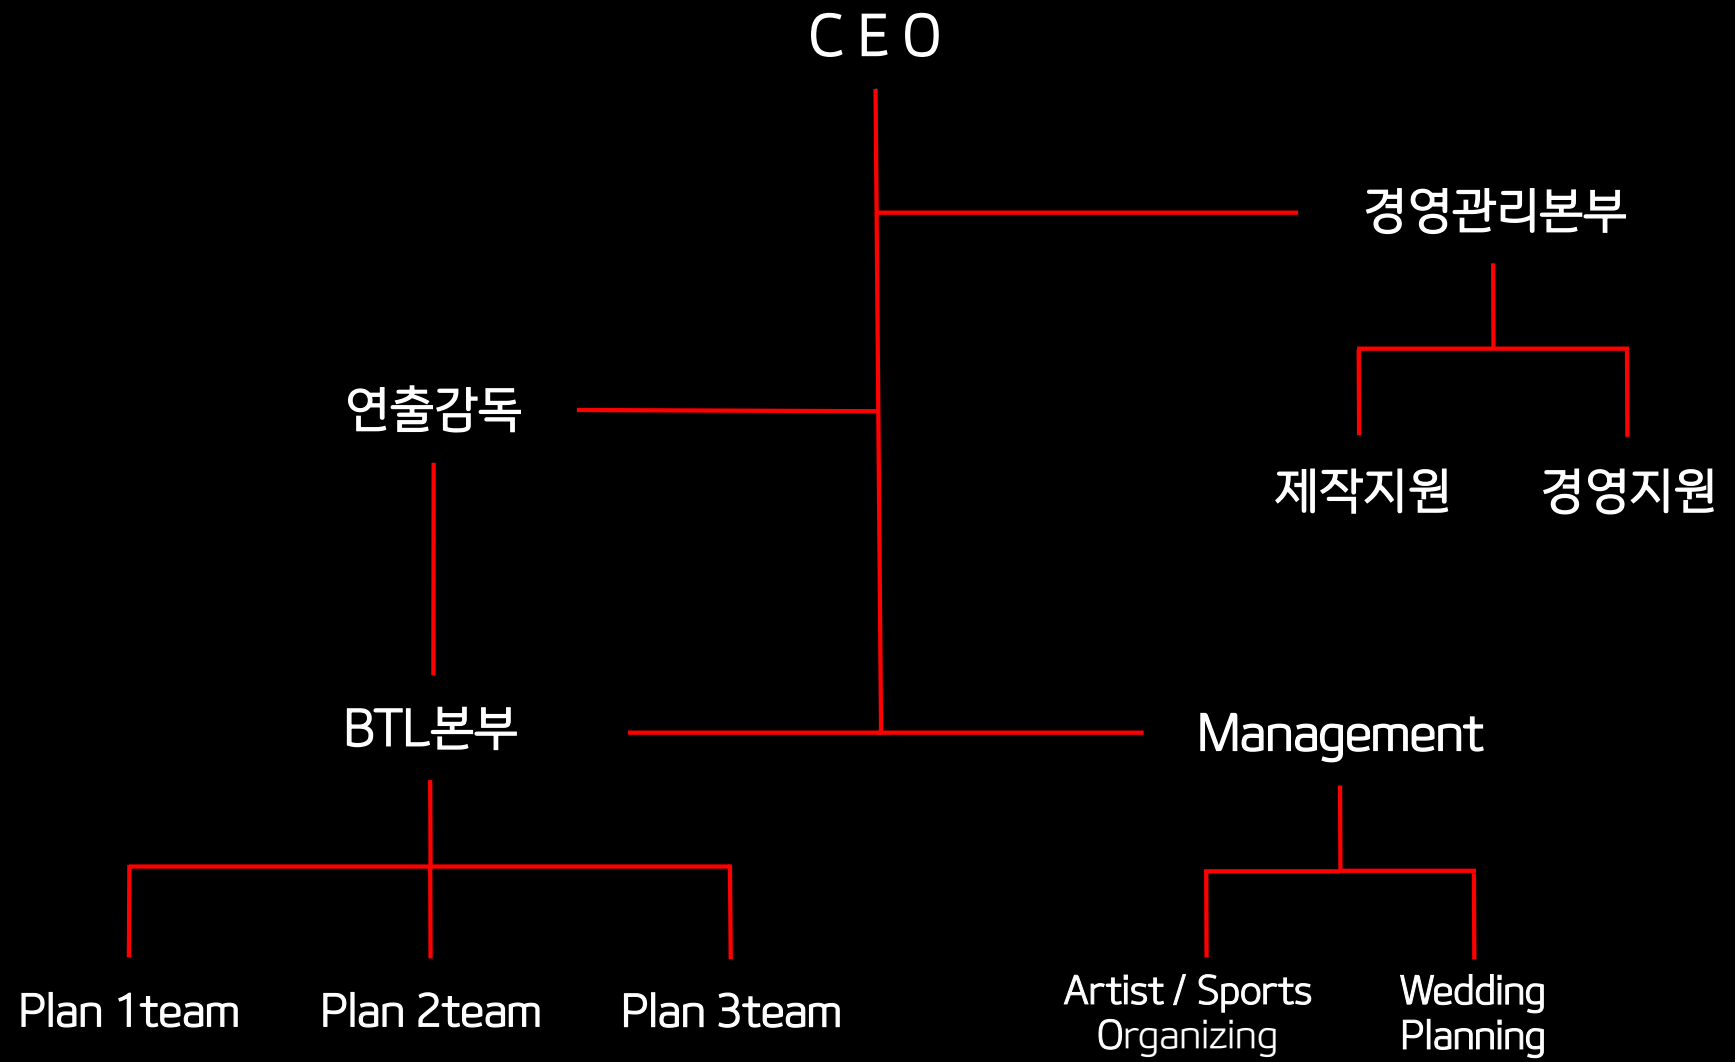 CEO
경영관리본부
연출감독
제작지원
경영지원
BTL본부
Management
Plan 1team
Plan 2team
Plan 3team
Artist / Sports
Organizing
Wedding
Planning